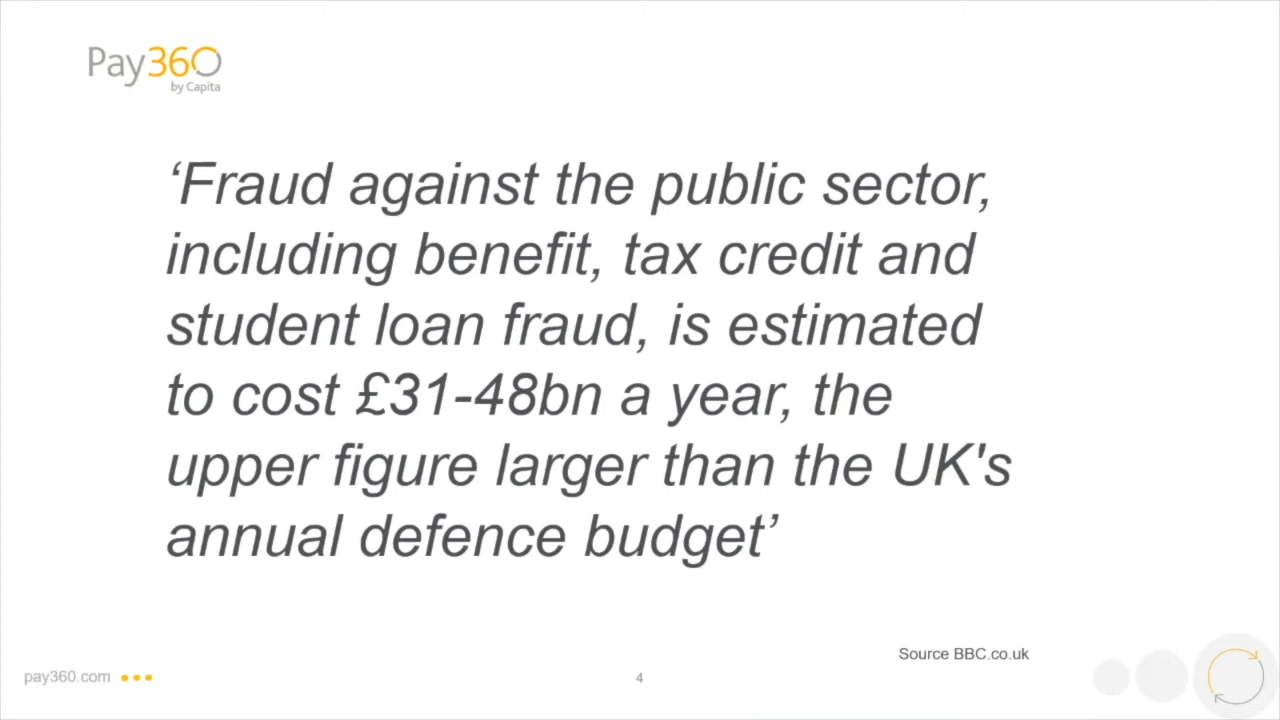 Pay360
by Capita
‘Fraud against the public sector,
including benefit, tax credit and
student loan fraud, is estimated
to cost £31-48bn a year, the
upper figure larger than the UK's
annual defence budget’
Source BBC.co.uk
pay360.com
4